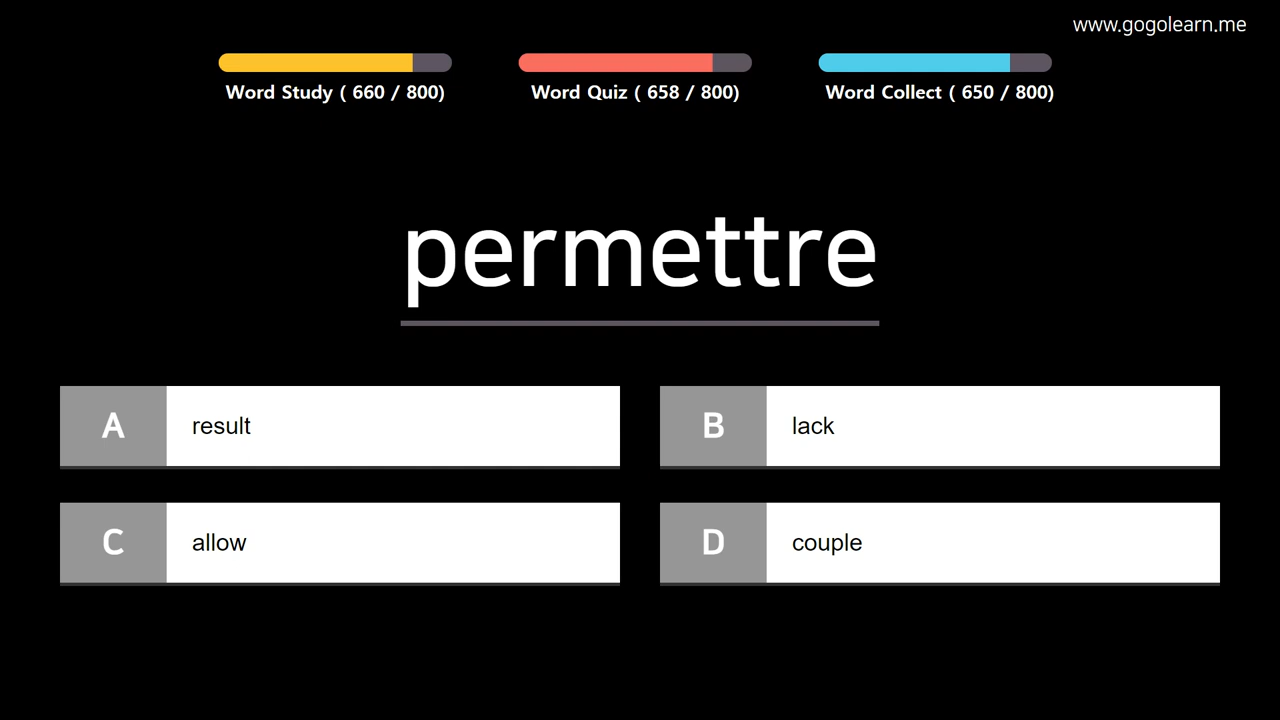 www.gogolearn.me
Word Study ( 660 / 800)
Word Quiz ( 658 / 800)
Word Collect ( 650 / 800)
permettre
A result
B lack
C allow
D couple